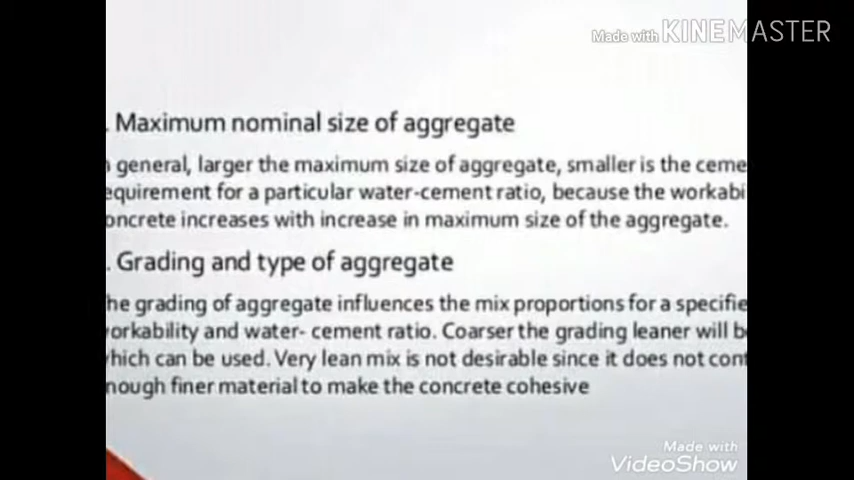 Made with KINEMASTER
. Maximum nominal size of aggregate
general, larger the maximum size of aggregate, smaller is the ceme
equirement for a particular water-cement ratio, because the workabi
oncrete increases with increase in maximum size of the aggregate.
. Grading and type of aggregate
he grading of aggregate influences the mix proportions for a specifie
orkability and water- cement ratio. Coarser the grading leaner will b
hich can be used. Very lean mix is not desirable since it does not cont
nough finer material to make the concrete cohesive
Made with
VideoShow